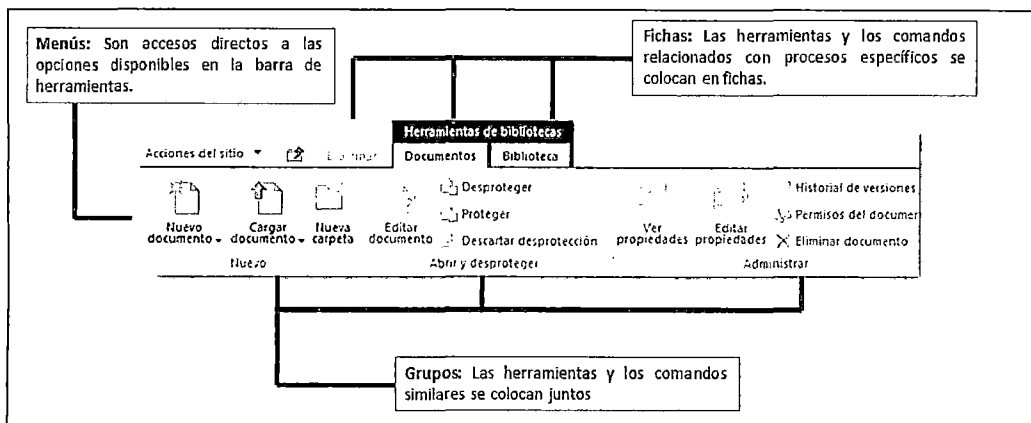 Menús: Son accesos directos a las
opciones disponibles en la barra de
herramientas.
Fichas: Las herramientas y los comandos
relacionados con procesos específicos se
colocan en fichas.
Herramientas de bibliotecas
Acciones del sitio
Documentos
Biblioteca
Nuevo
documento
Cargar
documento
Nueva
carpeta
Editar
documento
Desproteger
Proteger
Descartar desprotección
Ver
propiedades
Editar
propiedades
Historial de versiones
Permisos del documen
Eliminar documento
Nuevo
Abrir y desproteger
Administrar
Grupos: Las herramientas y los comandos
similares se colocan juntos